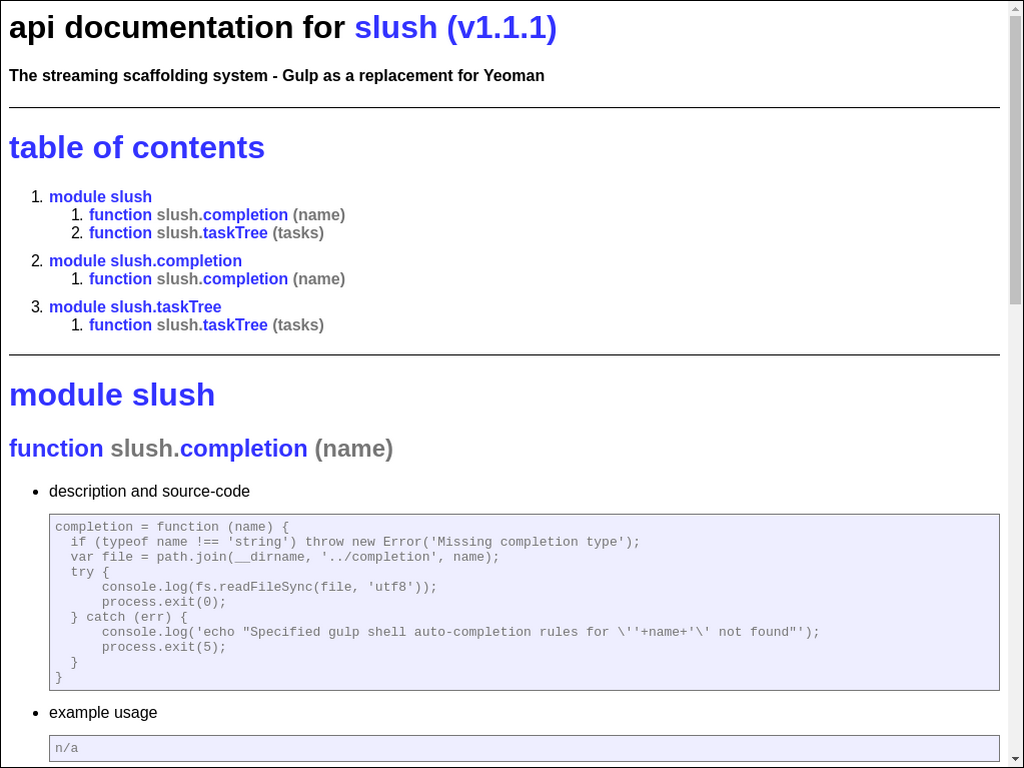 api documentation for slush (v1.1.1)
The streaming scaffolding system - Gulp as a replacement for Yeoman
table of contents
1. module slush
1. function slush.completion (name)
2. function slush.taskTree (tasks)
2. module slush.completion
1. function slush.completion (name)
3. module slush.taskTree
1. function slush.taskTree (tasks)
module slush
function slush.completion (name)
• description and source-code
completion = function (name) {
  if (typeof name !== 'string') throw new Error('Missing completion type');
  var file = path.join(__dirname, '../completion', name);
  try {
      console.log(fs.readFileSync(file, 'utf8'));
      process.exit(0);
  } catch (err) {
      console.log('echo "Specified gulp shell auto-completion rules for \''+name+'\' not found"');
      process.exit(5);
  }
}
• example usage
n/a